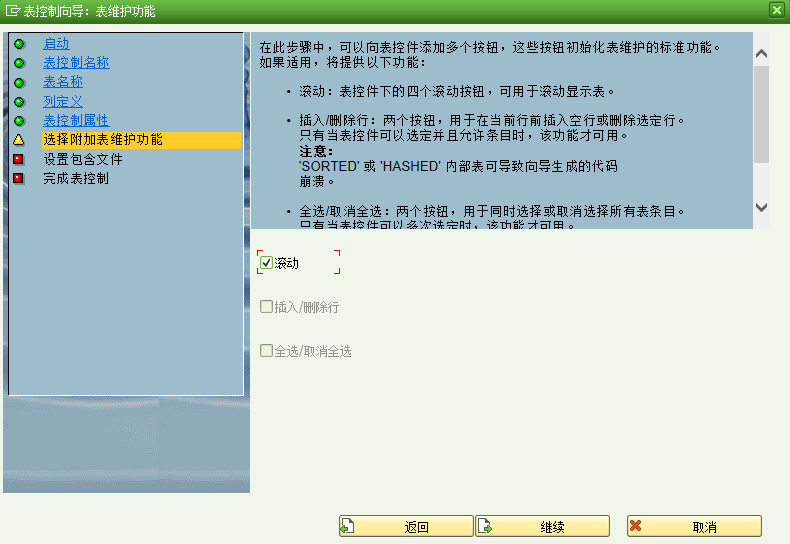 表控制向导：表维护功能
启动
表控制名称
表名称
列定义
表控制属性
选择附加表维护功能
设置包含文件
完成表控制
在此步骤中，可以向表控件添加多个按钮，这些按钮初始化表维护的标准功能。
如果适用，将提供以下功能：
• 滚动：表控件下的四个滚动按钮，可用于滚动显示表。
• 插入/删除行：两个按钮，用于在当前行前插入空行或删除选定行。
只有当表控件可以选定并且允许条目时，该功能才可用。
注意：
'SORTED' 或 'HASHED' 内部表可导致向导生成的代码
崩溃。
• 全选/取消全选：两个按钮，用于同时选择或取消选择所有表条目。
只有当表控件可以多次选定时，该功能才可用。
滚动
插入/删除行
全选/取消全选
返回
继续
取消